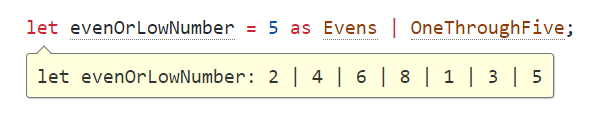 let evenOrLowNumber = 5 as Evens | OneThroughFive;
let evenOrLowNumber: 2 | 4 | 6 | 8 | 1 | 3 | 5